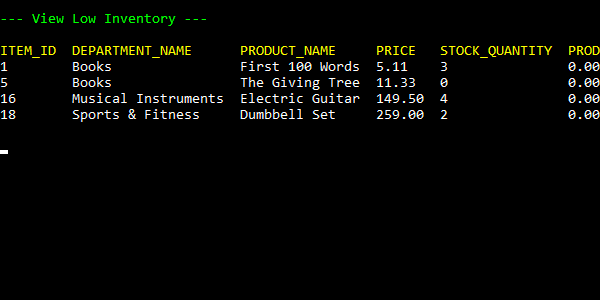 --- View Low Inventory ---
ITEM_ID DEPARTMENT_NAME PRODUCT_NAME PRICE STOCK_QUANTITY PROD
1 Books First 100 Words 5.11 3 0.00
5 Books The Giving Tree 11.33 0 0.00
16 Musical Instruments Electric Guitar 149.50 4 0.00
18 Sports & Fitness Dumbbell Set 259.00 2 0.00